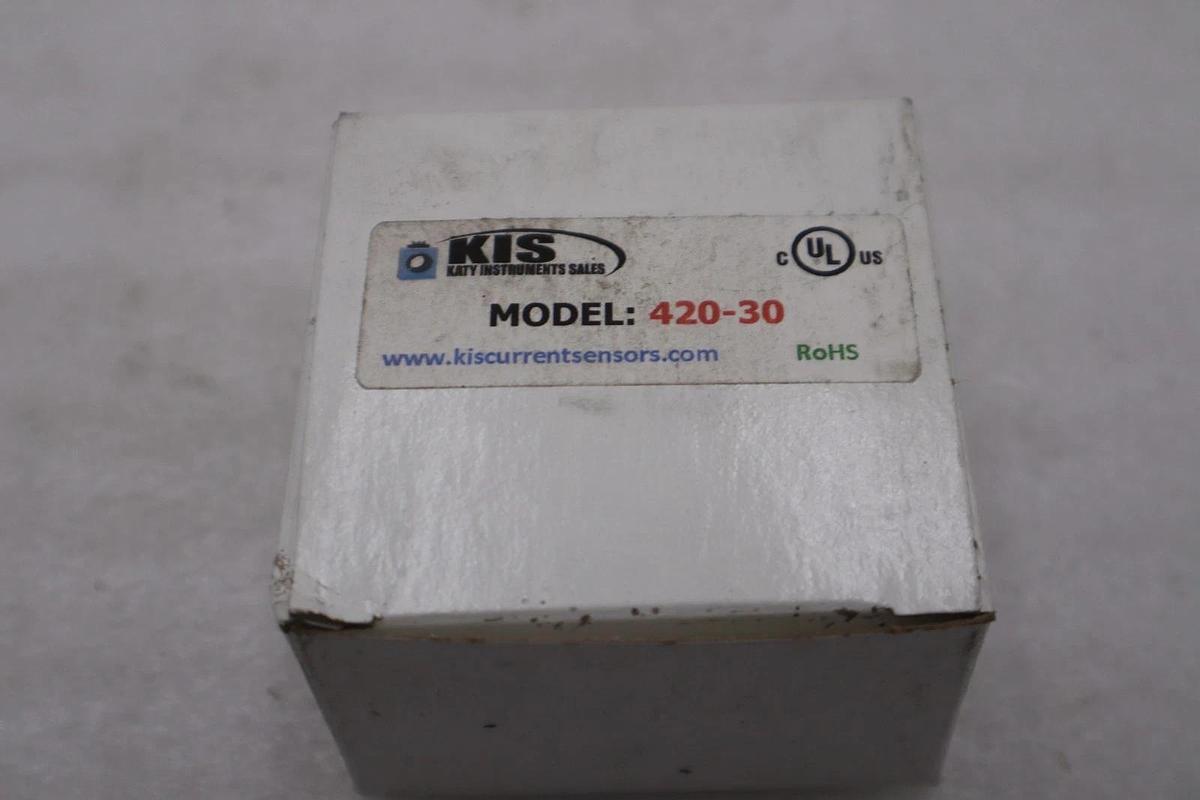 KIS
KATY INSTRUMENTS SALES
C UL US
MODEL: 420-30
www.kiscurrentsensors.com RoHS